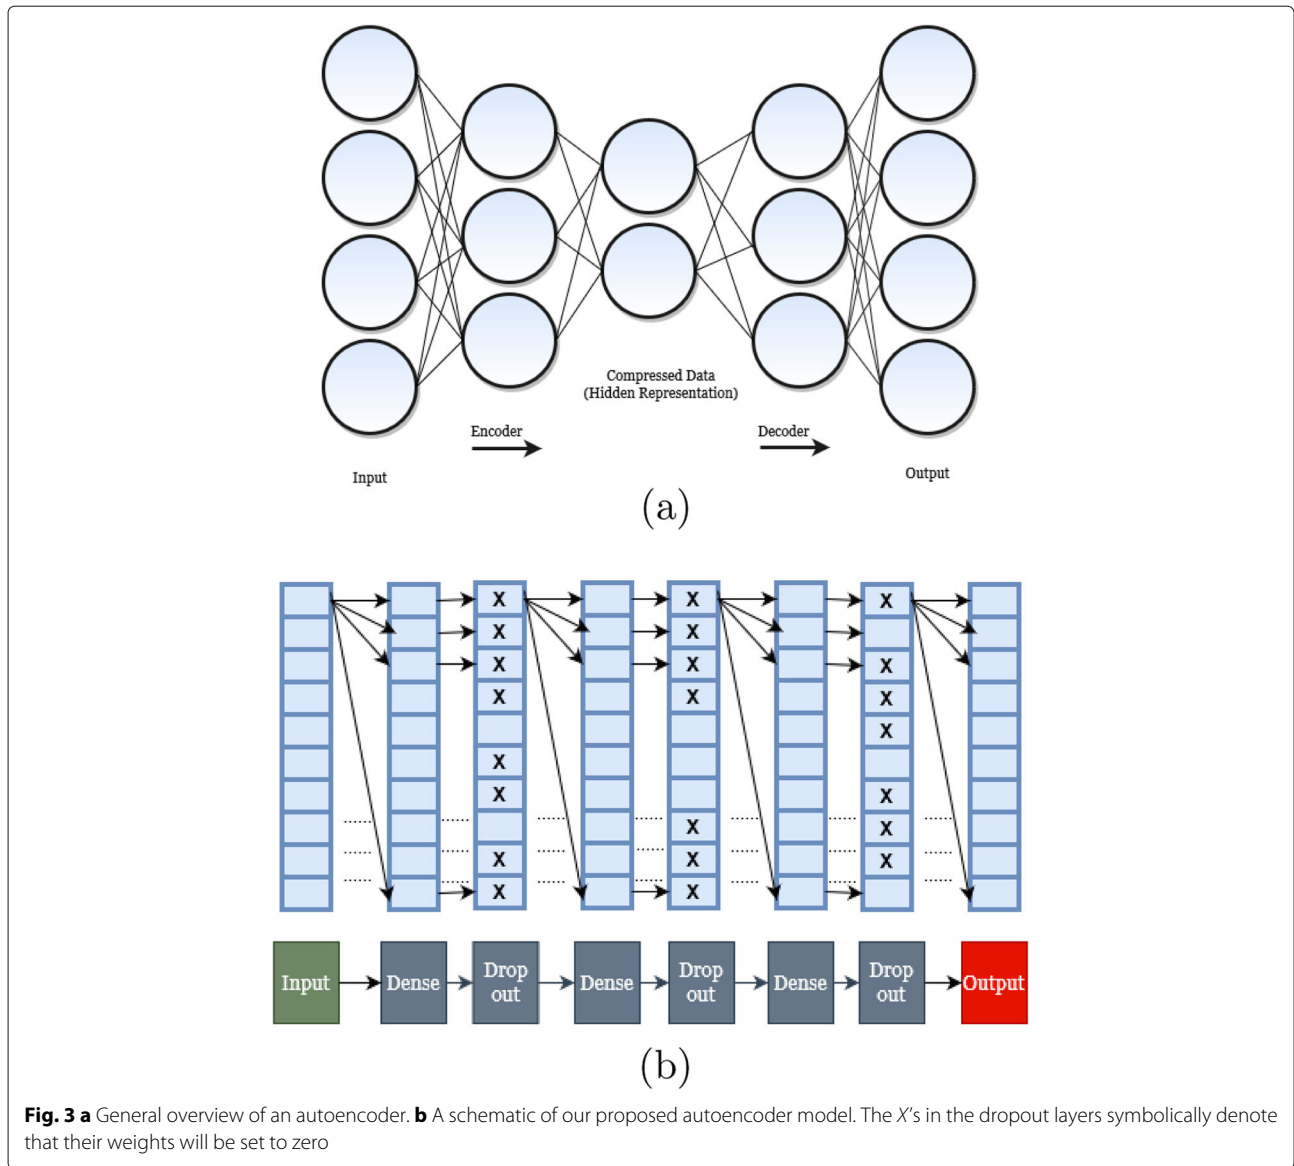 Compressed Data
(Hidden Representation)
Encoder
Decoder
Input
Output
(a)
X X X
X X
X X X
X X X
X
X
X X
X X
X X X
X X
Input Dense Drop out Dense Drop out Dense Drop out Output
(b)
Fig. 3 a General overview of an autoencoder. b A schematic of our proposed autoencoder model. The X's in the dropout layers symbolically denote
that their weights will be set to zero